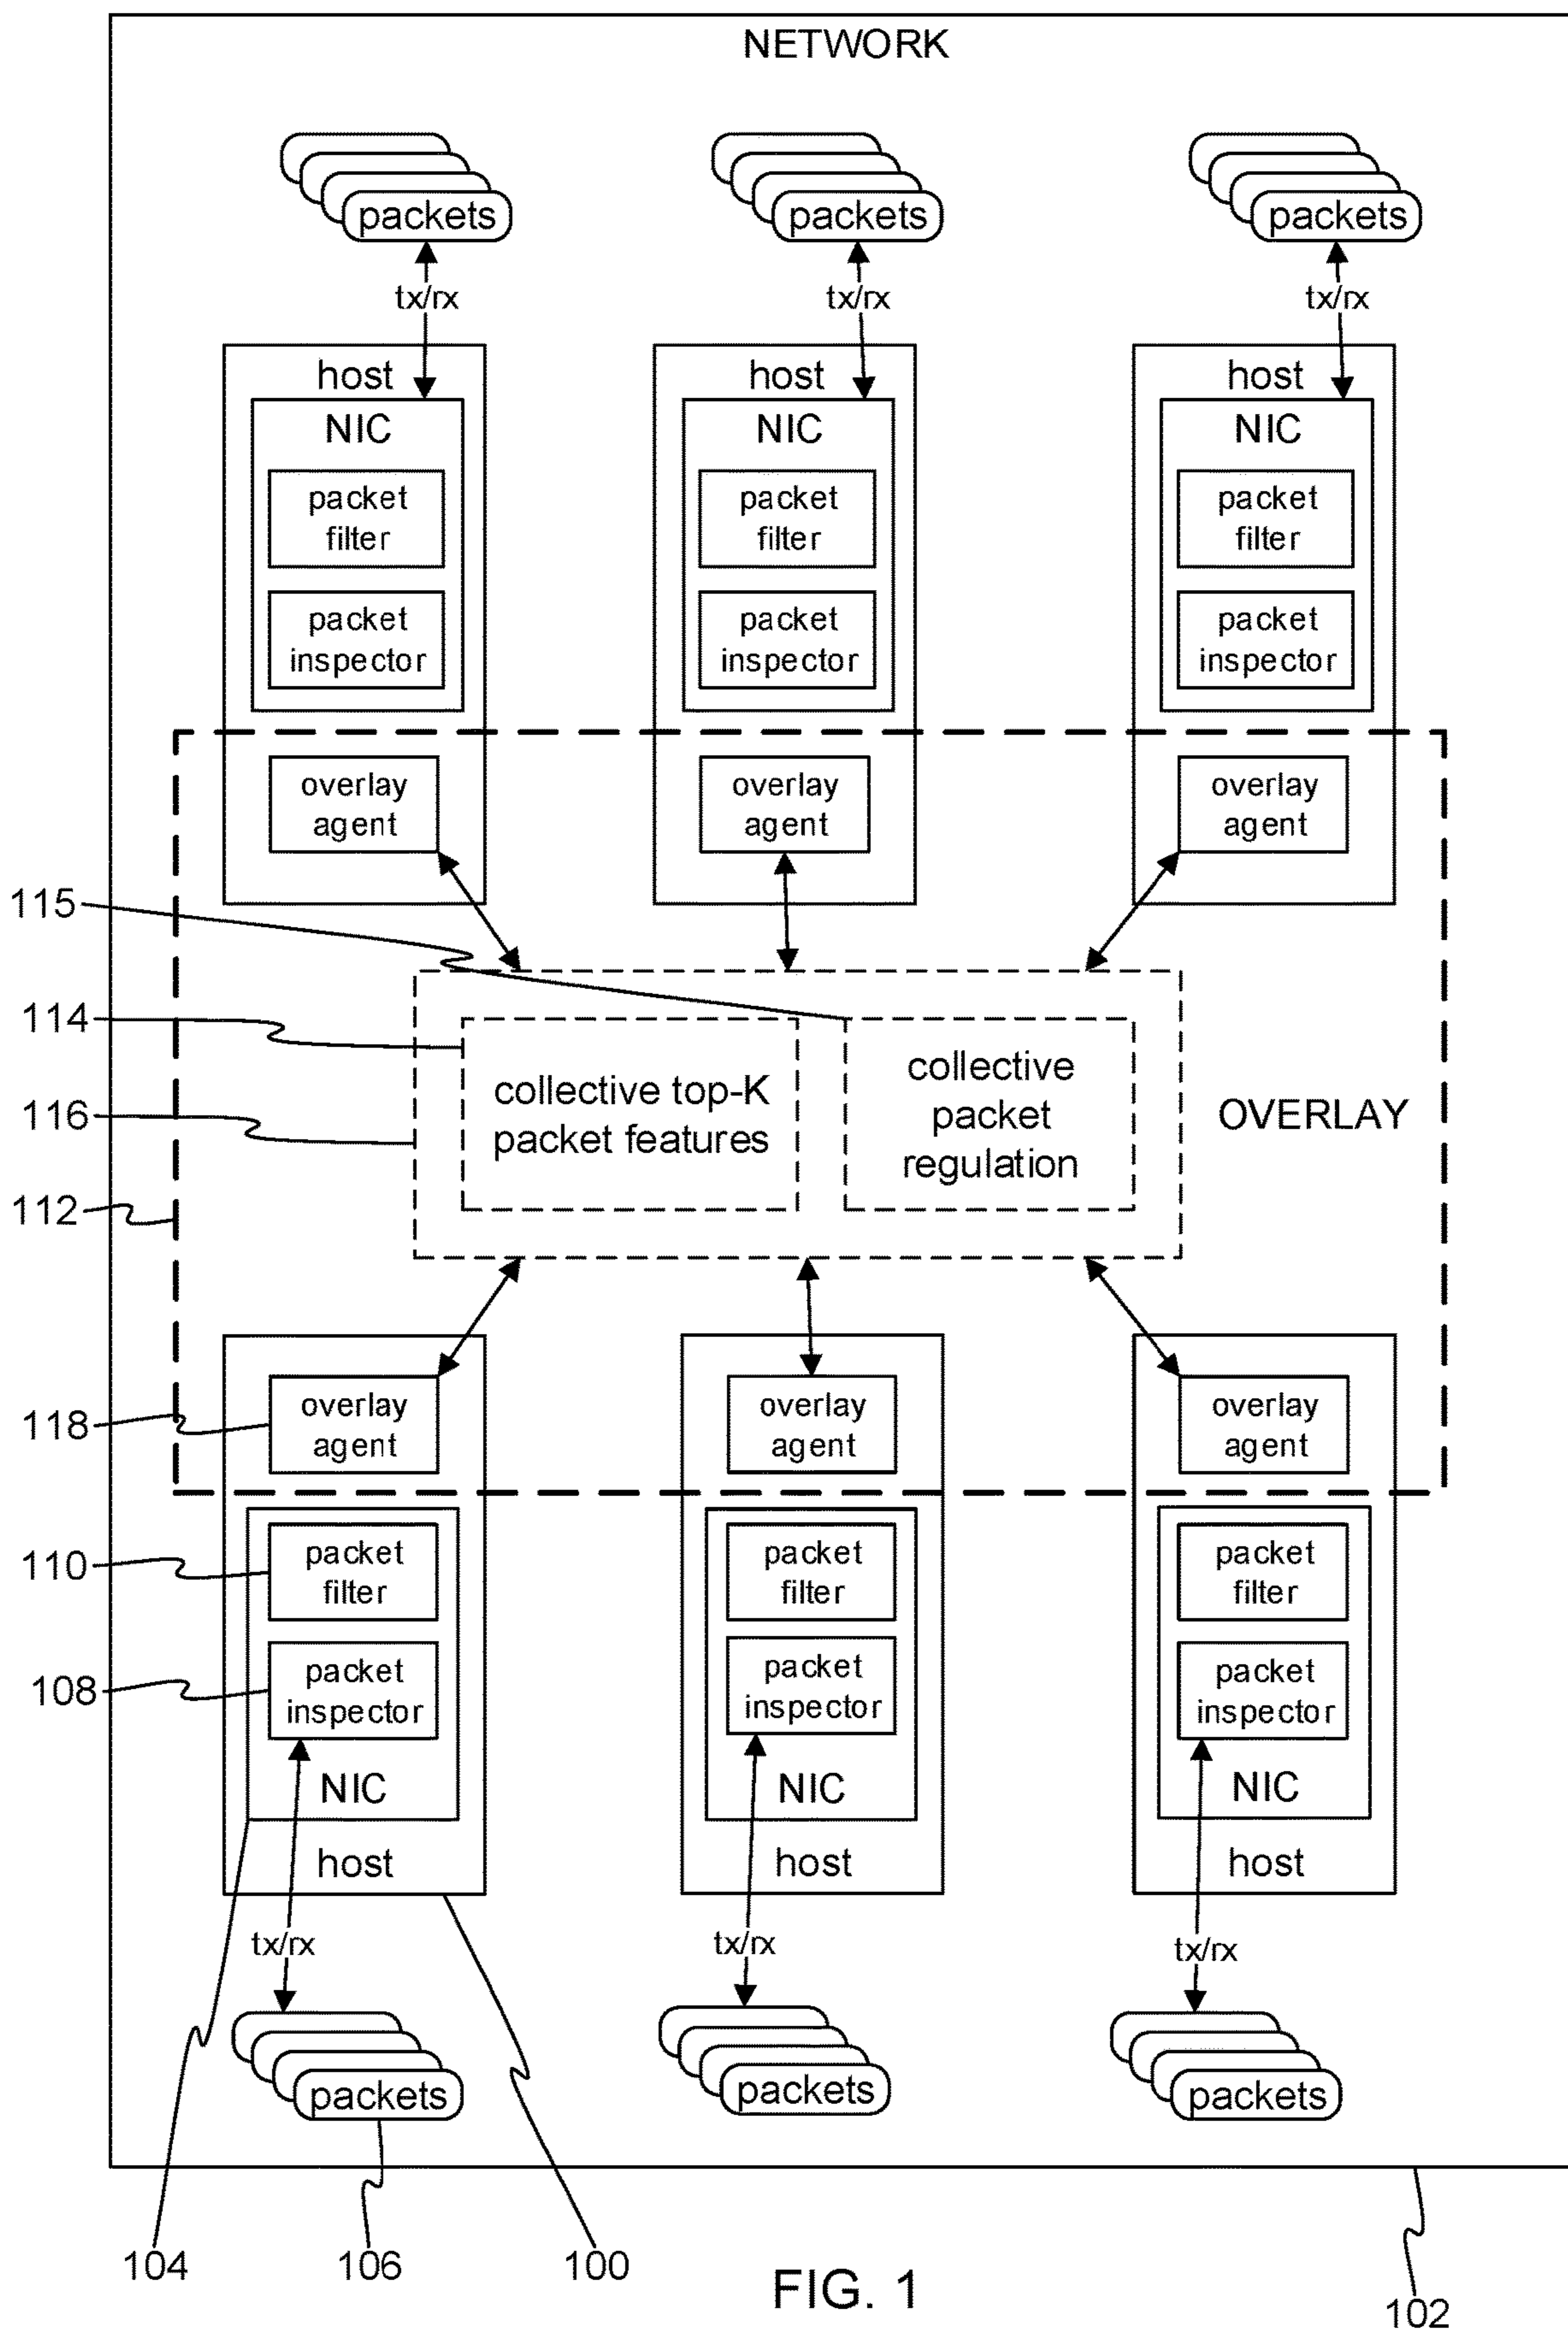 NETWORK
packets
packets
packets
tx/rx
tx/rx
tx/rx
host
host
host
NIC
NIC
NIC
packet
filter
packet
filter
packet
filter
packet
inspector
packet
inspector
packet
inspector
overlay
agent
overlay
agent
overlay
agent
115
114
116
112
collective top-K
packet features
collective
packet
regulation
OVERLAY
118
overlay
agent
overlay
agent
overlay
agent
110
packet
filter
packet
filter
packet
filter
108
packet
inspector
packet
inspector
packet
inspector
NIC
NIC
NIC
host
host
host
tx/rx
tx/rx
tx/rx
packets
packets
packets
104
106
100
102
FIG. 1